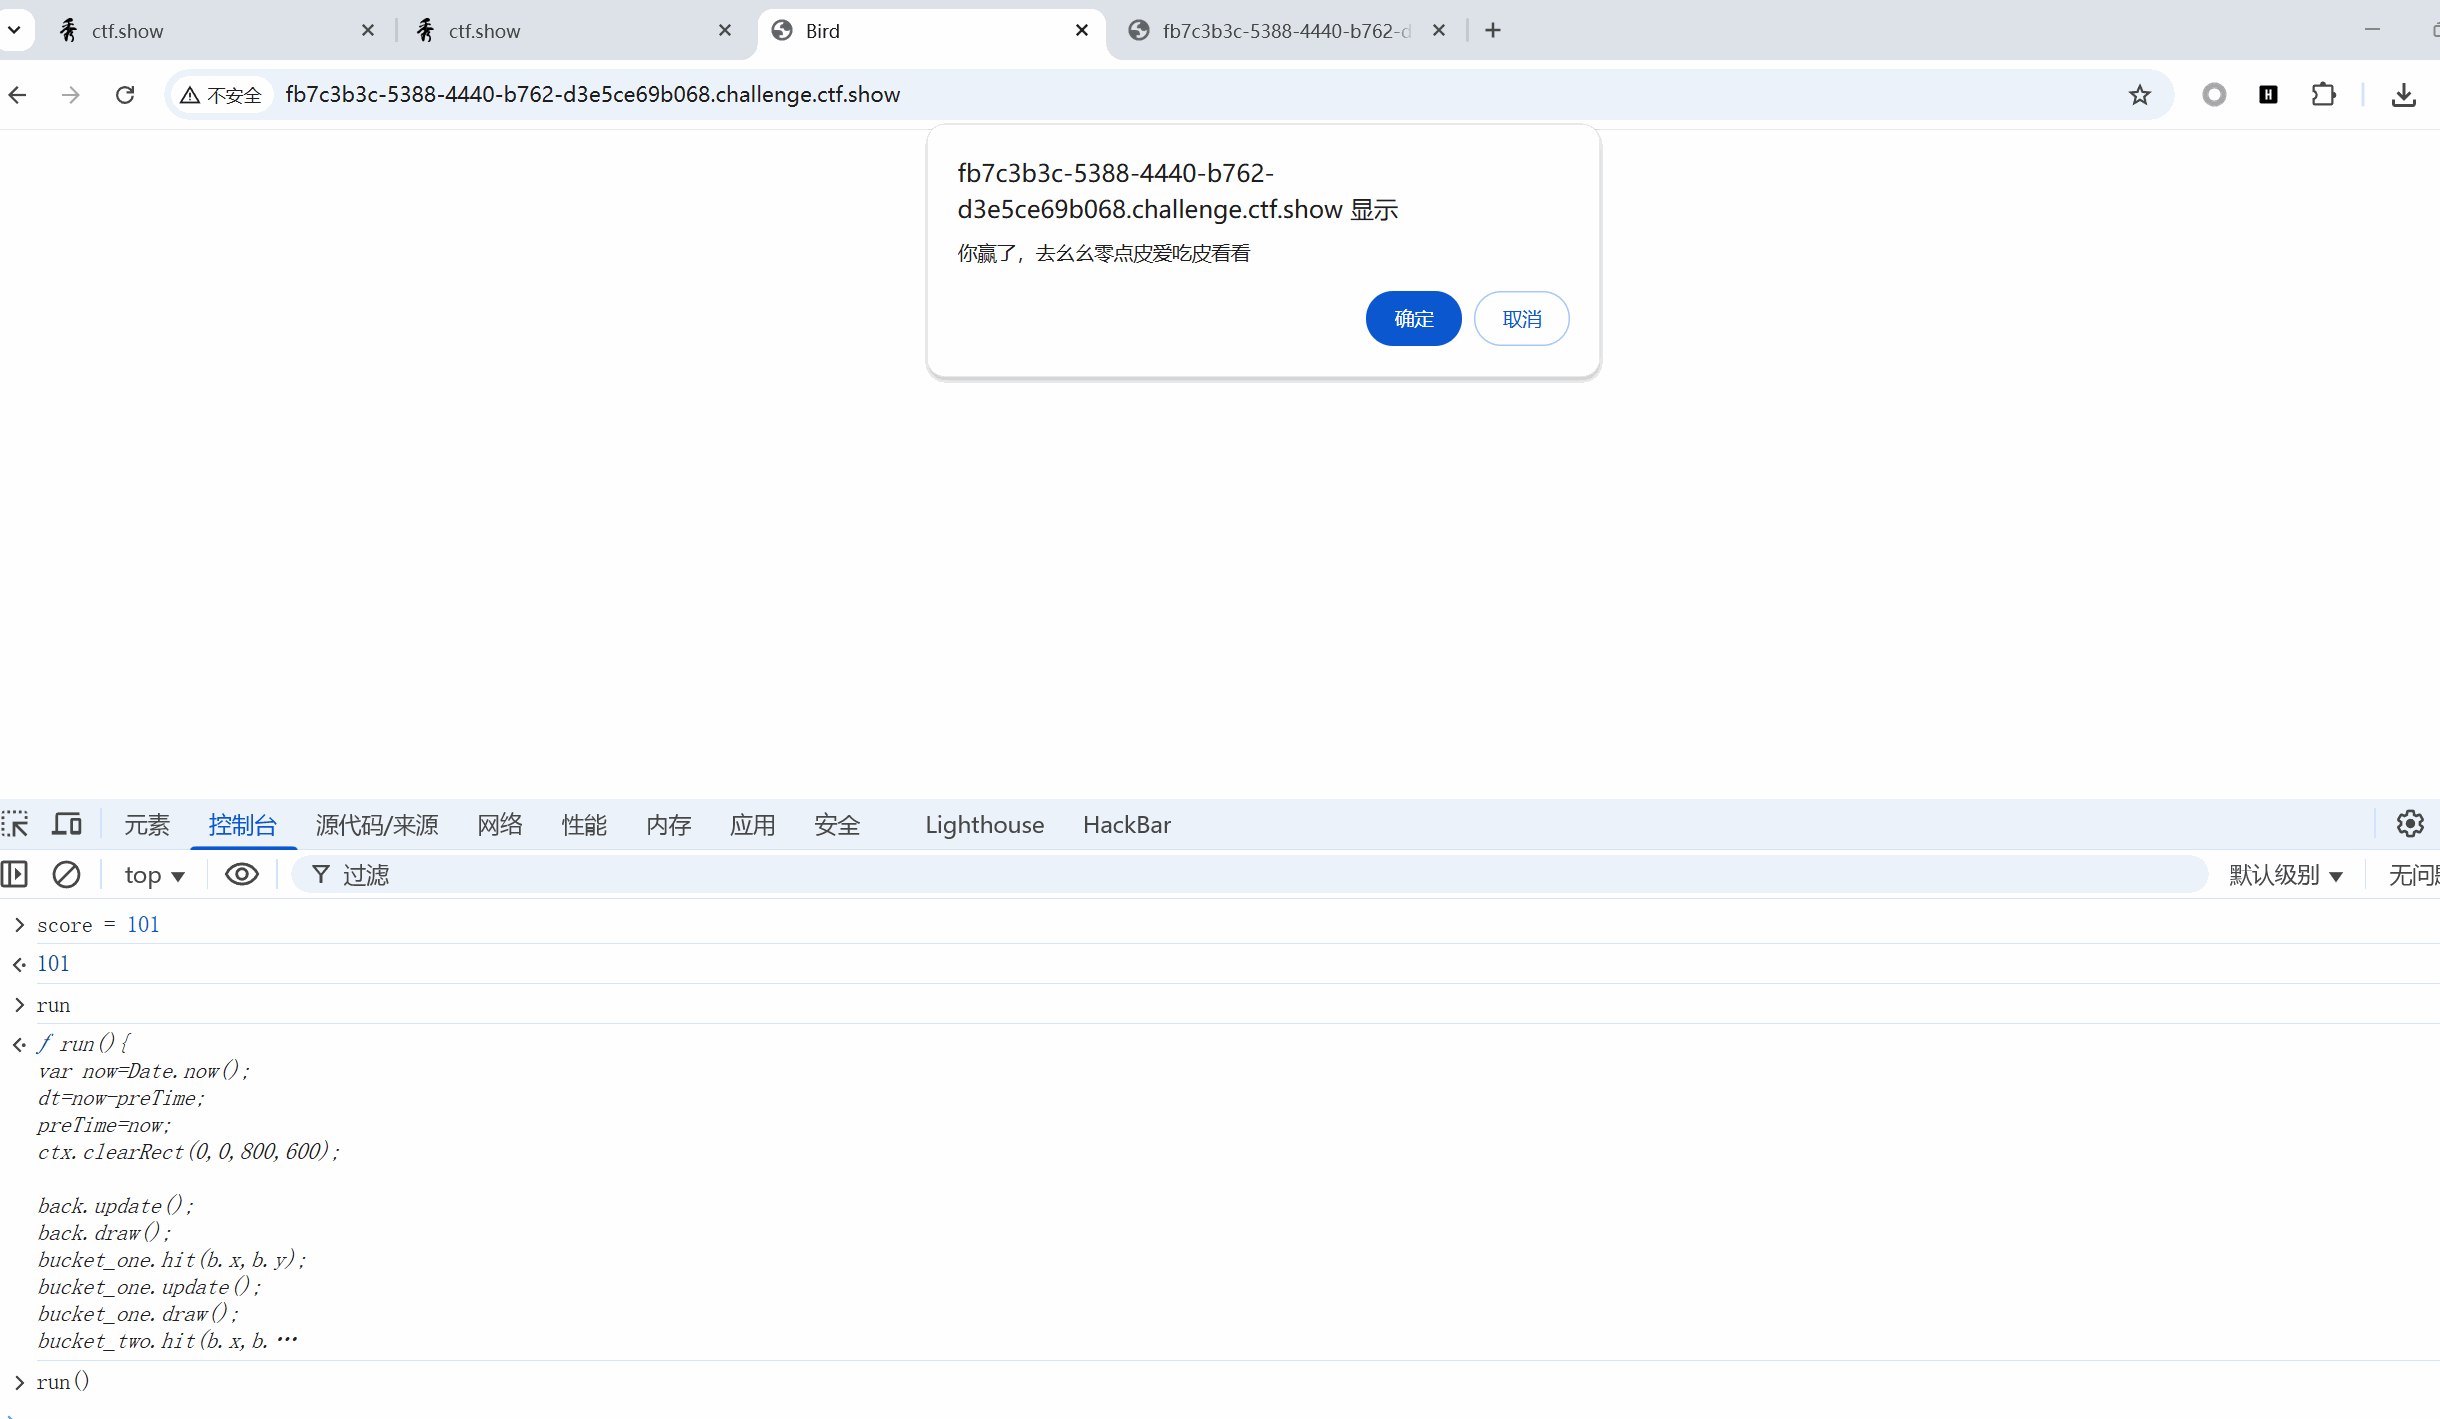 ctf.show
ctf.show
Bird
fb7c3b3c-5388-4440-b762-d
不安全
fb7c3b3c-5388-4440-b762-d3e5ce69b068.challenge.ctf.show
fb7c3b3c-5388-4440-b762-
d3e5ce69b068.challenge.ctf.show 显示
你赢了，去幺幺零点皮爱吃皮看看
确定
取消
元素
控制台
源代码/来源
网络
性能
内存
应用
安全
Lighthouse
HackBar
top
过滤
默认级别
无问
score = 101
101
run
ƒ run(){
var now=Date.now();
dt=now-preTime;
preTime=now;
ctx.clearRect(0,0,800,600);
back.update();
back.draw();
bucket_one.hit(b.x,b.y);
bucket_one.update();
bucket_one.draw();
bucket_two.hit(b.x,b.…
run()